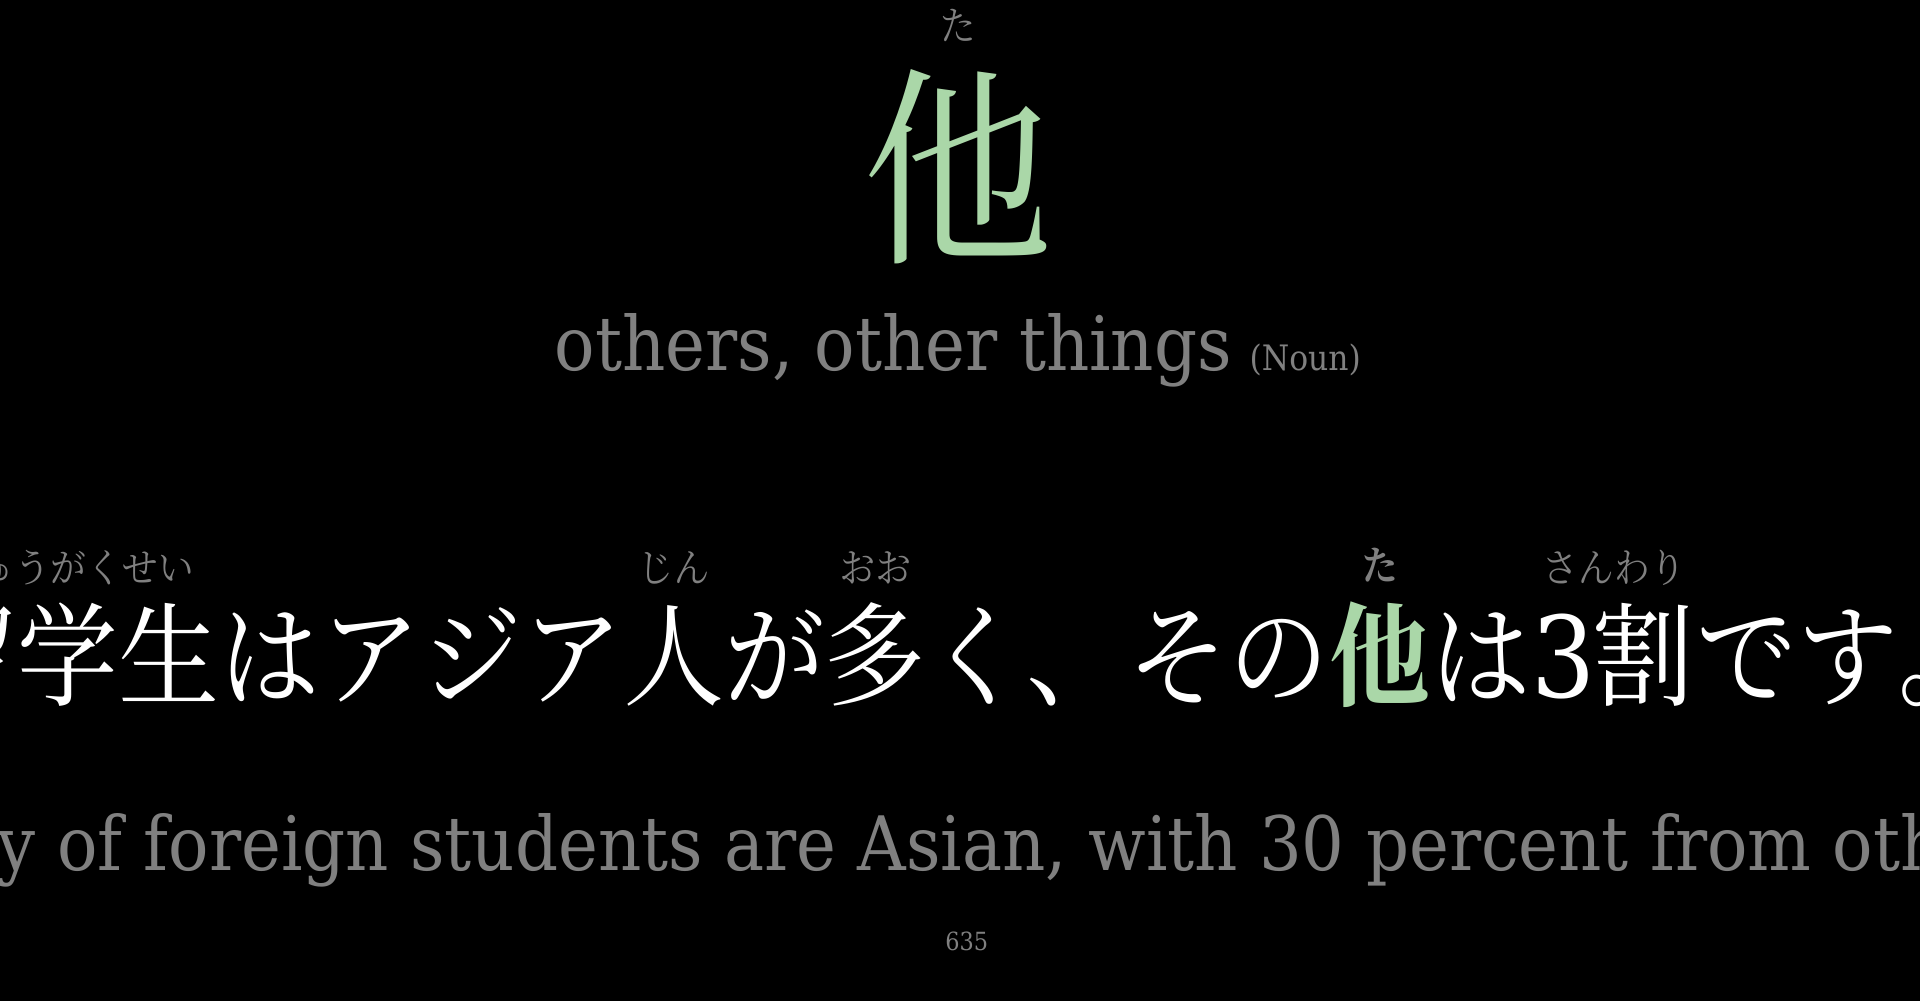 た
他
others, other things (Noun)
ゅうがくせい じん おお た さんわり
学生はアジア人が多く、その他は3割です。
y of foreign students are Asian, with 30 percent from oth
635